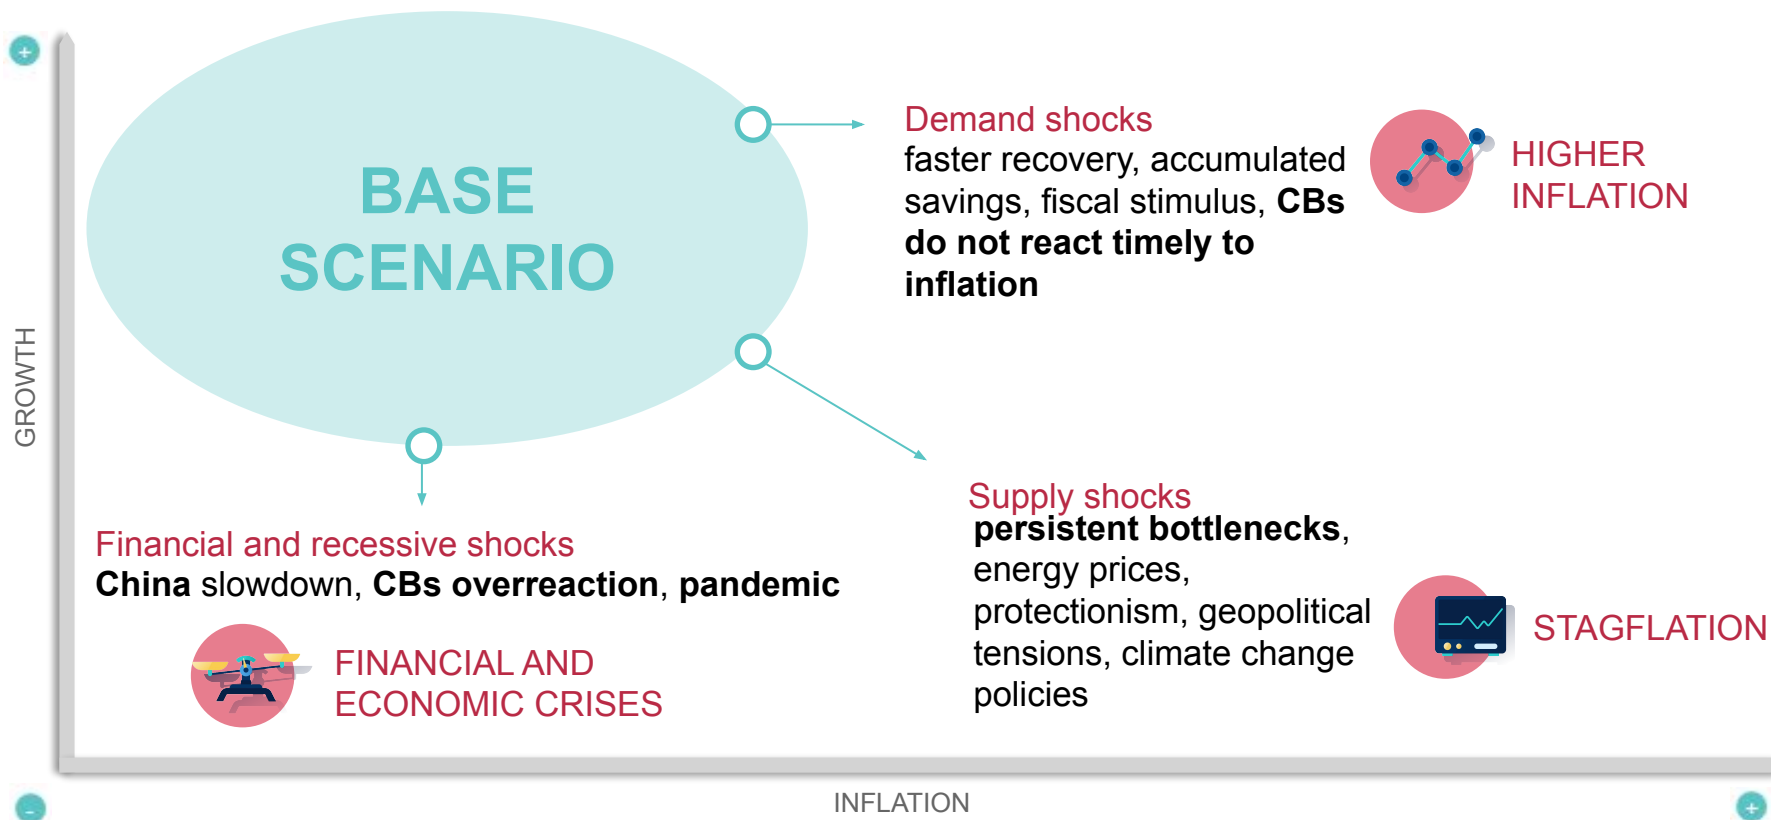 BASE
SCENARIO
Demand shocks
faster recovery, accumulated
savings, fiscal stimulus, CBs
do not react timely to
inflation
HIGHER
INFLATION
GROWTH
Supply shocks
persistent bottlenecks,
energy prices,
protectionism, geopolitical
tensions, climate change
policies
STAGFLATION
Financial and recessive shocks
China slowdown, CBs overreaction, pandemic
FINANCIAL AND
ECONOMIC CRISES
INFLATION